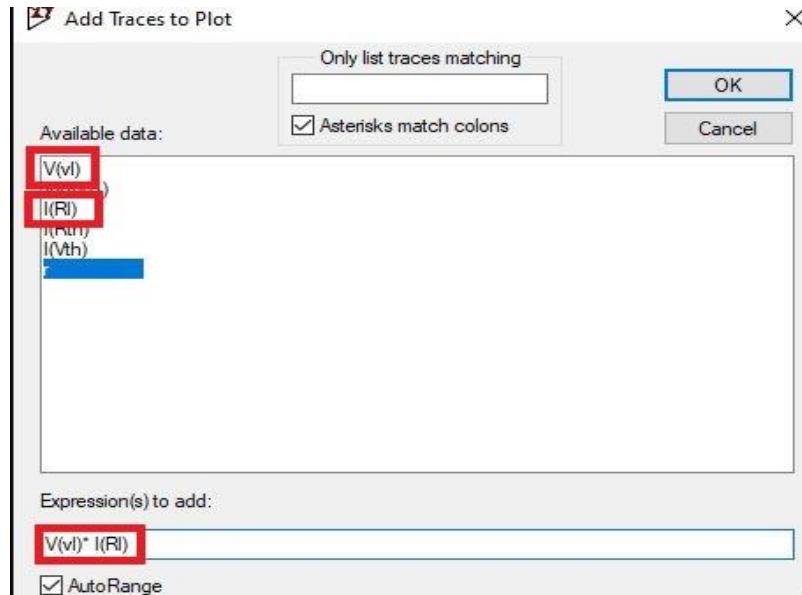 Add Traces to Plot
Only list traces matching
OK
Asterisks match colons
Cancel
Available data:
V(vl)
I(Rl)
I(Rth)
I(Vth)
r
Expression(s) to add:
V(vl)* I(Rl)
AutoRange